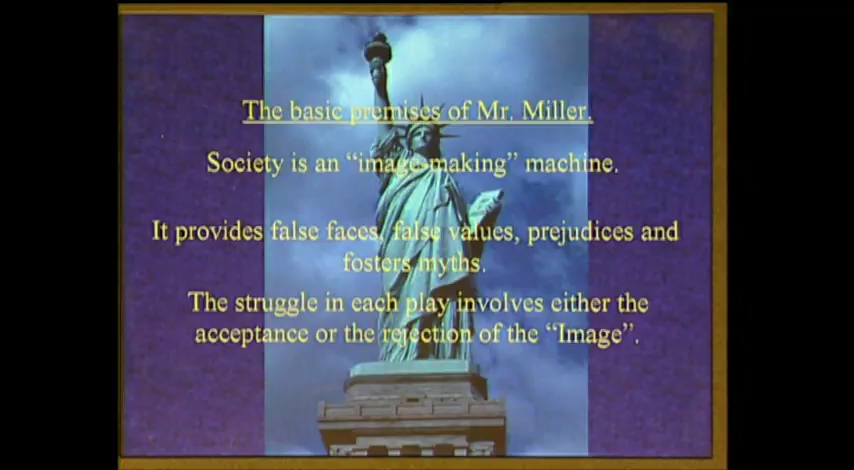 The basic premises of Mr. Miller.
Society is an “image-making” machine.
It provides false faces, false values, prejudices and
fosters myths.
The struggle in each play involves either the
acceptance or the rejection of the “Image”.